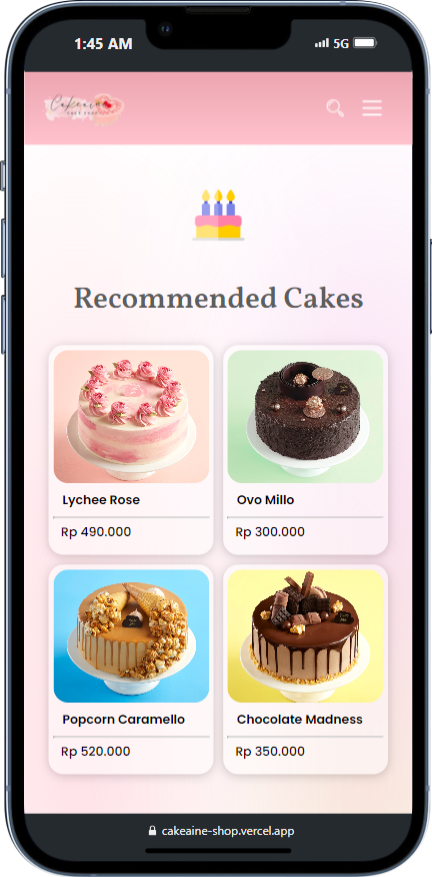 1:45 AM
5G
Cakeaine
Recommended Cakes
Lychee Rose
Ovo Millo
Rp 490.000
Rp 300.000
Popcorn Caramello
Chocolate Madness
Rp 520.000
Rp 350.000
cakeaine-shop.vercel.app